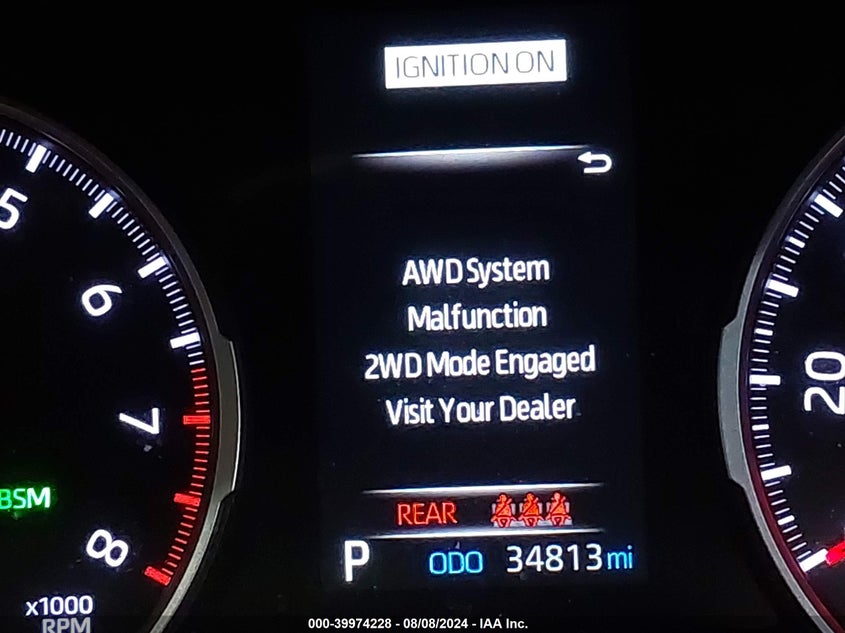 IGNITION ON
AWD System
Malfunction
2WD Mode Engaged
Visit Your Dealer
REAR
P ODO 34813 mi
5
6
7
8
x1000
RPM
BSM
20
000-39974228 - 08/08/2024 - IAA Inc.